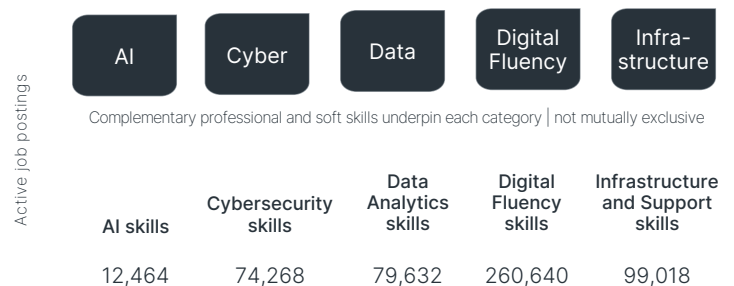 AI
Cyber
Data
Digital
Fluency
Infra-
structure
Complementary professional and soft skills underpin each category | not mutually exclusive
Active job postings
AI skills
Cybersecurity
skills
Data
Analytics
skills
Digital
Fluency
skills
Infrastructure
and Support
skills
12,464
74,268
79,632
260,640
99,018